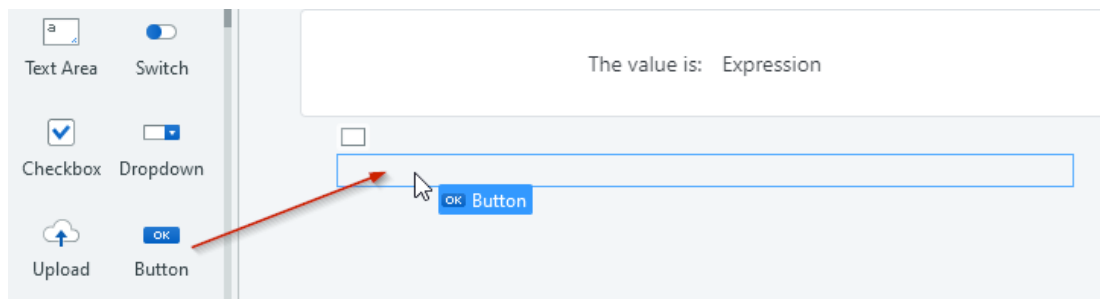 a
Text Area Switch
The value is: Expression
Checkbox Dropdown
OK Button
OK
Upload Button